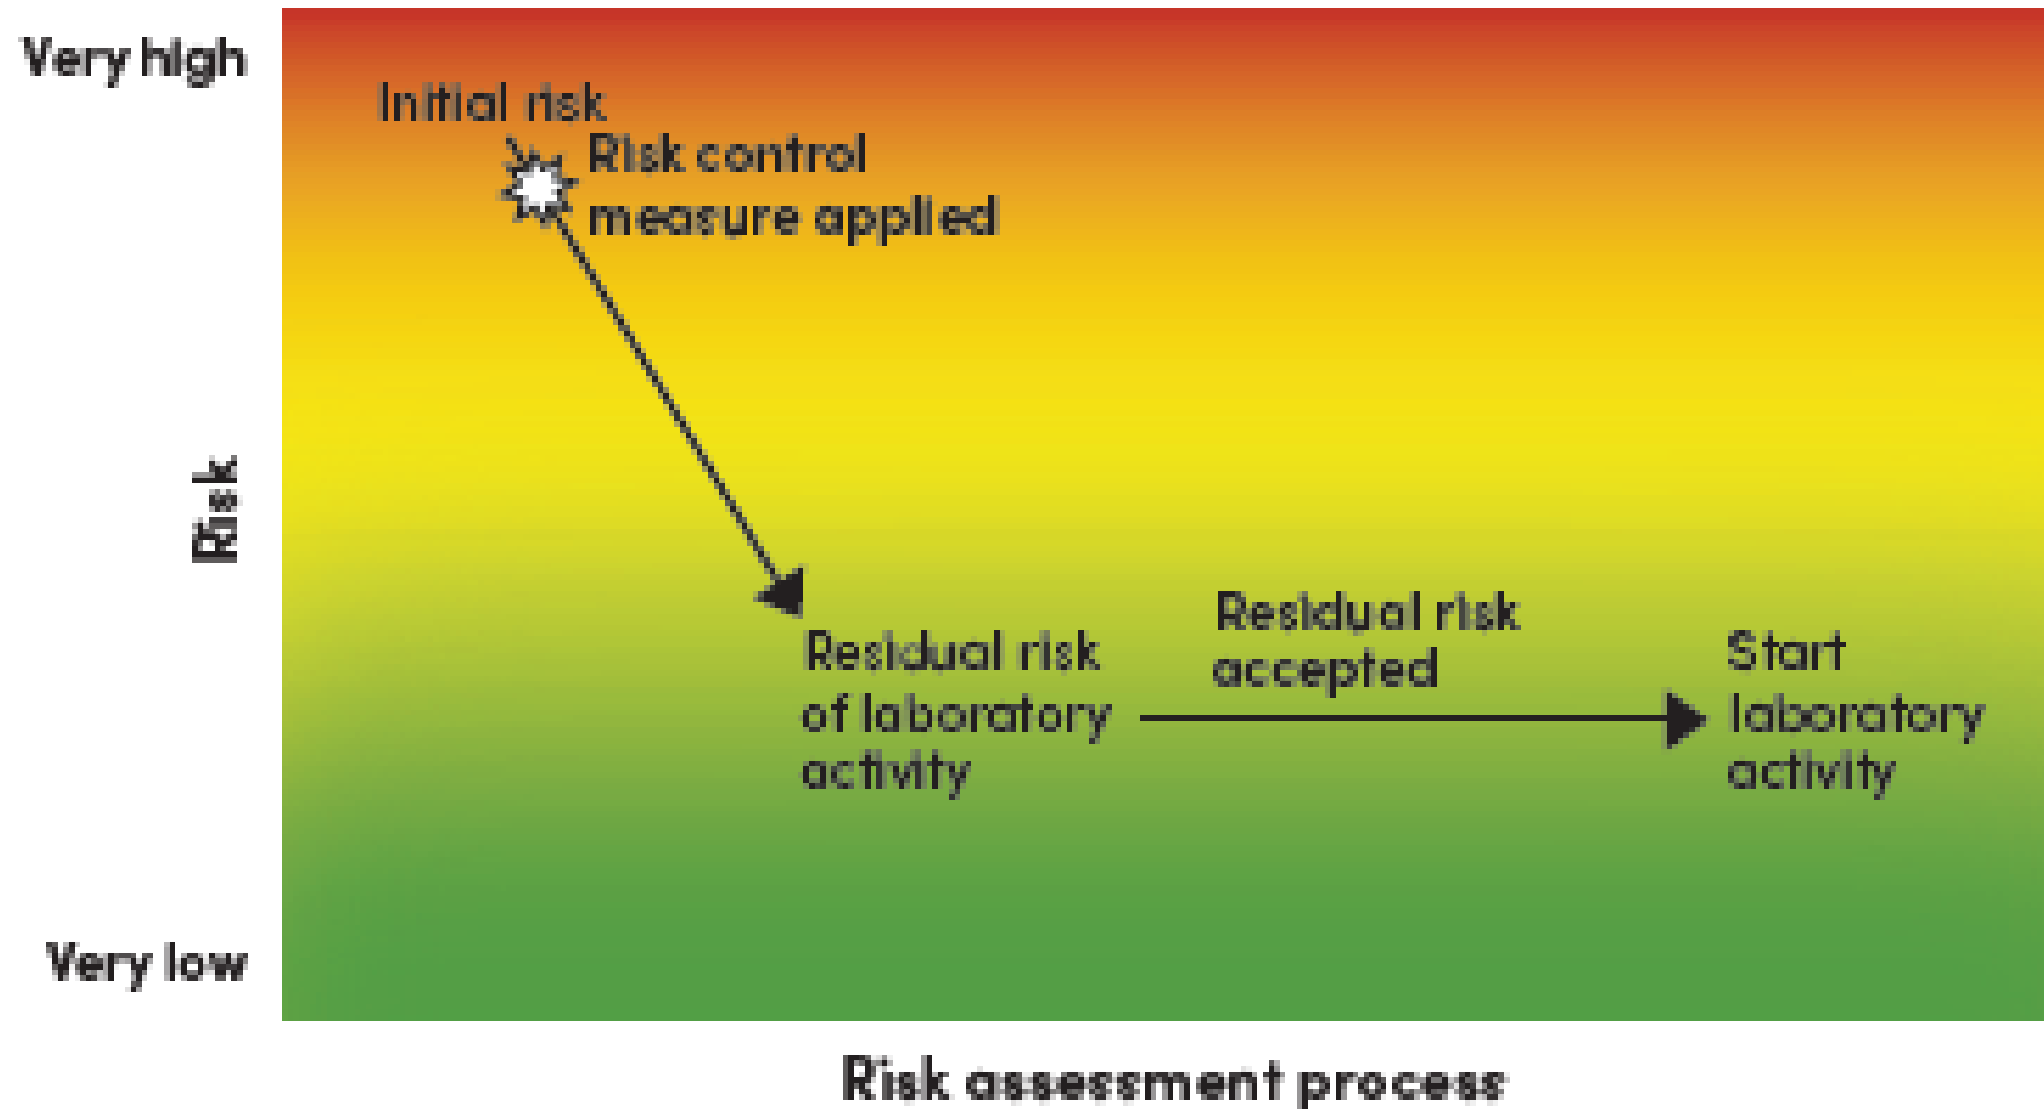 Very high
Initial risk
Risk control
measure applied
Risk
Residual risk
of laboratory
activity
Residual risk
accepted
Start
laboratory
activity
Very low
Risk assessment process